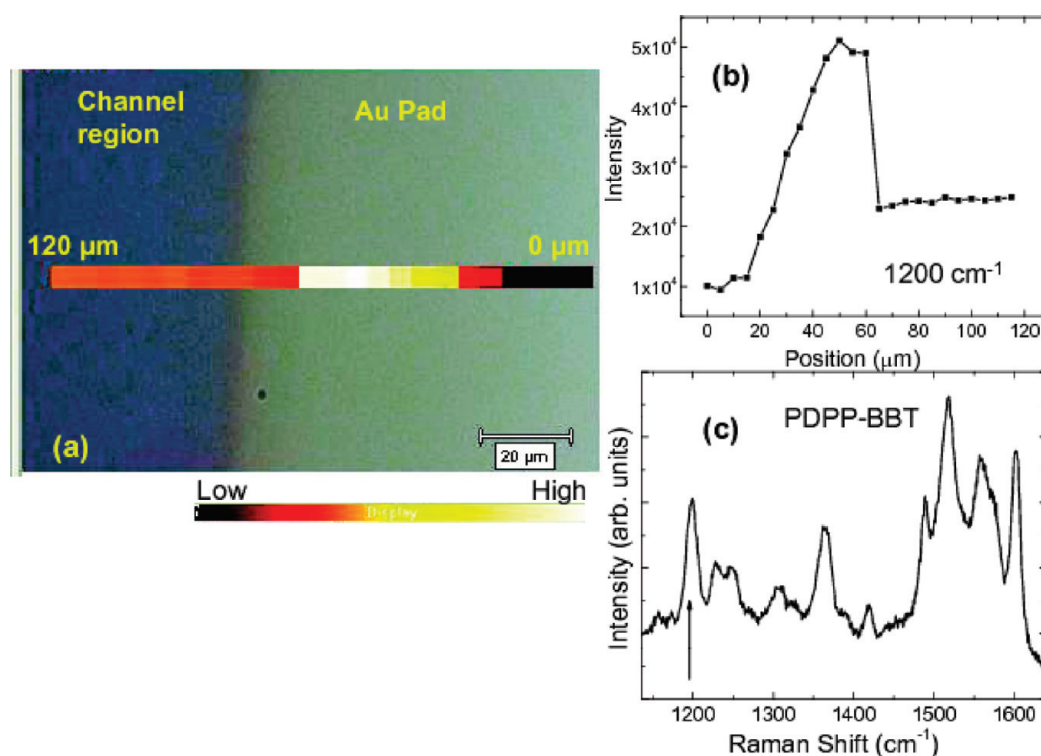 Channel
region
Au Pad
120 μm
0 μm
(a)
20 μm
Low
High
Display
(b)
5x10⁴
4x10⁴
3x10⁴
2x10⁴
1x10⁴
Intensity
1200 cm⁻¹
0 20 40 60 80 100 120
Position (μm)
(c)
PDPP-BBT
Intensity (arb. units)
1200 1300 1400 1500 1600
Raman Shift (cm⁻¹)